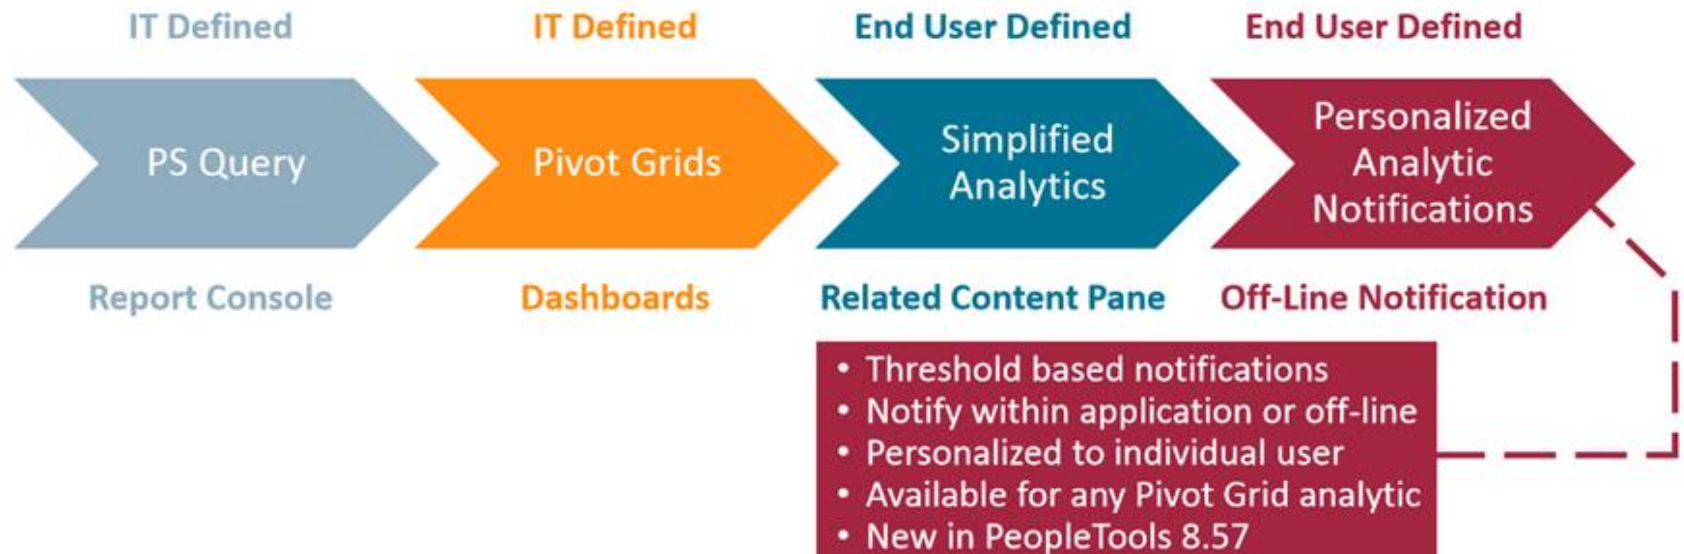 IT Defined
IT Defined
End User Defined
End User Defined
PS Query
Pivot Grids
Simplified
Analytics
Personalized
Analytic
Notifications
Report Console
Dashboards
Related Content Pane
Off-Line Notification
• Threshold based notifications
• Notify within application or off-line
• Personalized to individual user
• Available for any Pivot Grid analytic
• New in PeopleTools 8.57